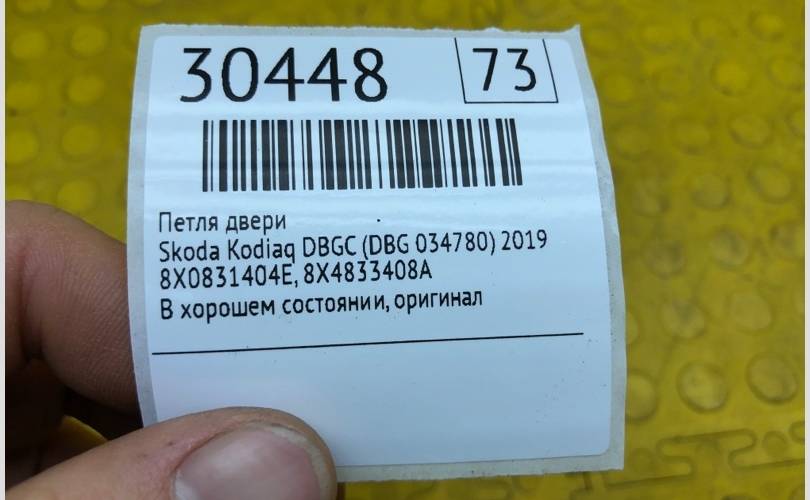 30448 73
Петля двери
Skoda Kodiaq DBGC (DBG 034780) 2019
8X0831404E, 8X4833408A
В хорошем состоянии, оригинал